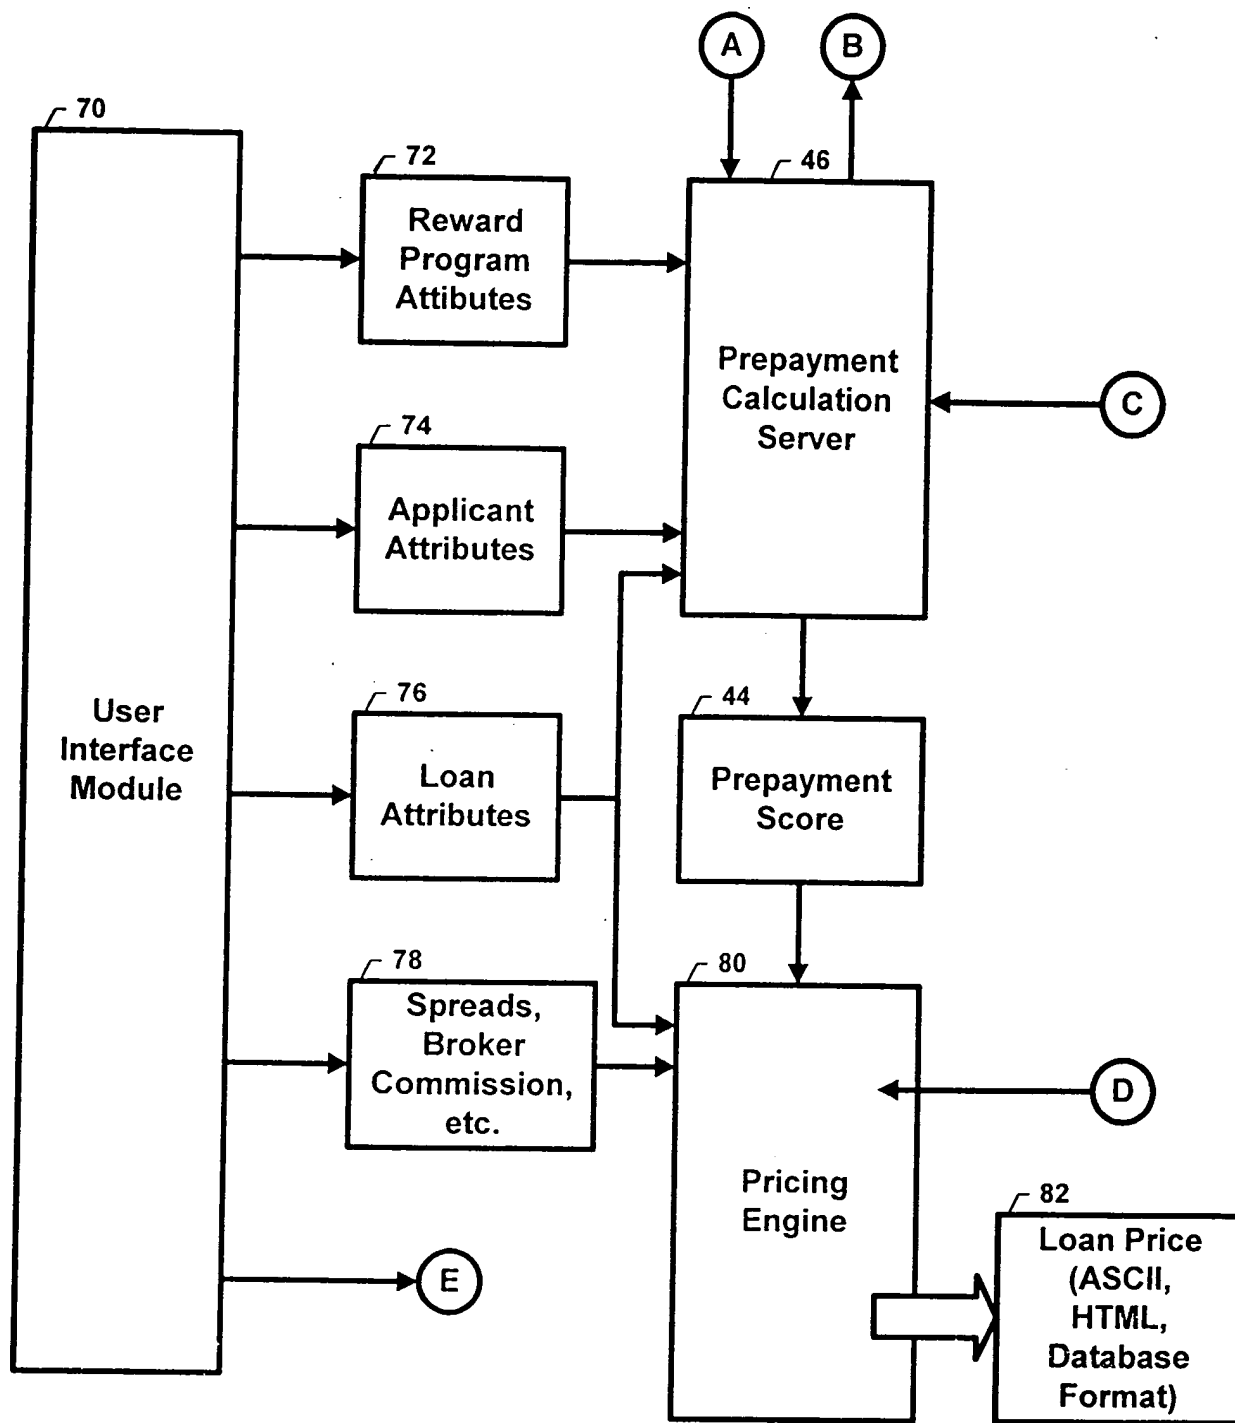 A
B
70
72
46
Reward
Program
Attibutes
Prepayment
Calculation
Server
C
74
Applicant
Attributes
76
44
User
Interface
Module
Loan
Attributes
Prepayment
Score
78
80
Spreads,
Broker
Commission,
etc.
D
Pricing
Engine
82
Loan Price
(ASCII,
HTML,
Database
Format)
E